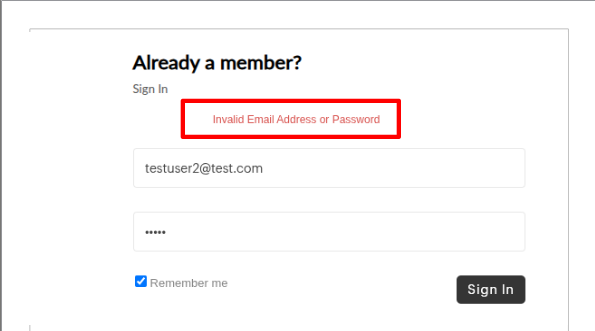 Already a member?
Sign In
Invalid Email Address or Password
testuser2@test.com
•••••
Remember me
Sign In